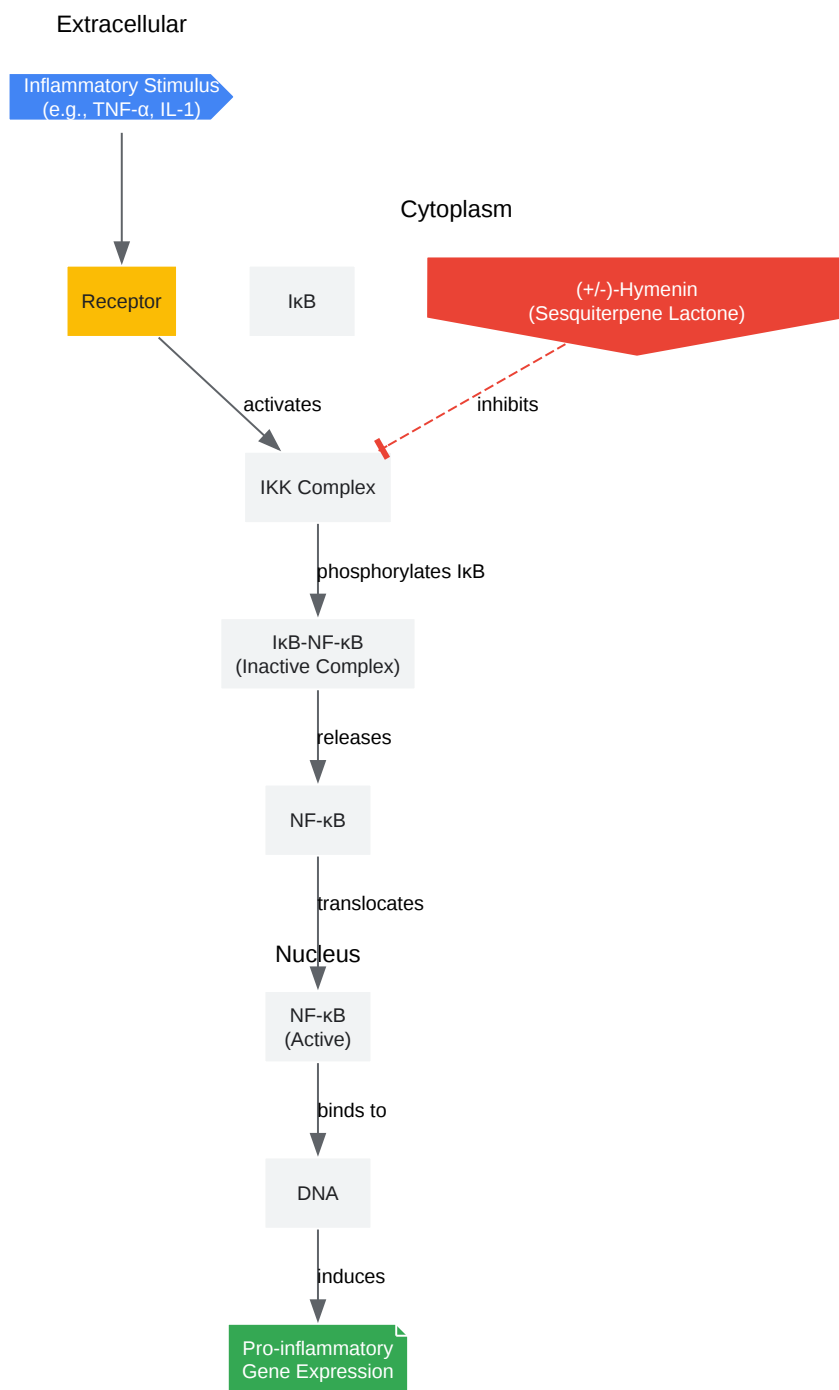 Extracellular
Inflammatory Stimulus
(e.g., TNF-α, IL-1)
Cytoplasm
Receptor
IκB
(+/-)-Hymenin
(Sesquiterpene Lactone)
activates
inhibits
IKK Complex
phosphorylates IκB
IκB-NF-κB
(Inactive Complex)
releases
NF-κB
translocates
Nucleus
NF-κB
(Active)
binds to
DNA
induces
Pro-inflammatory
Gene Expression